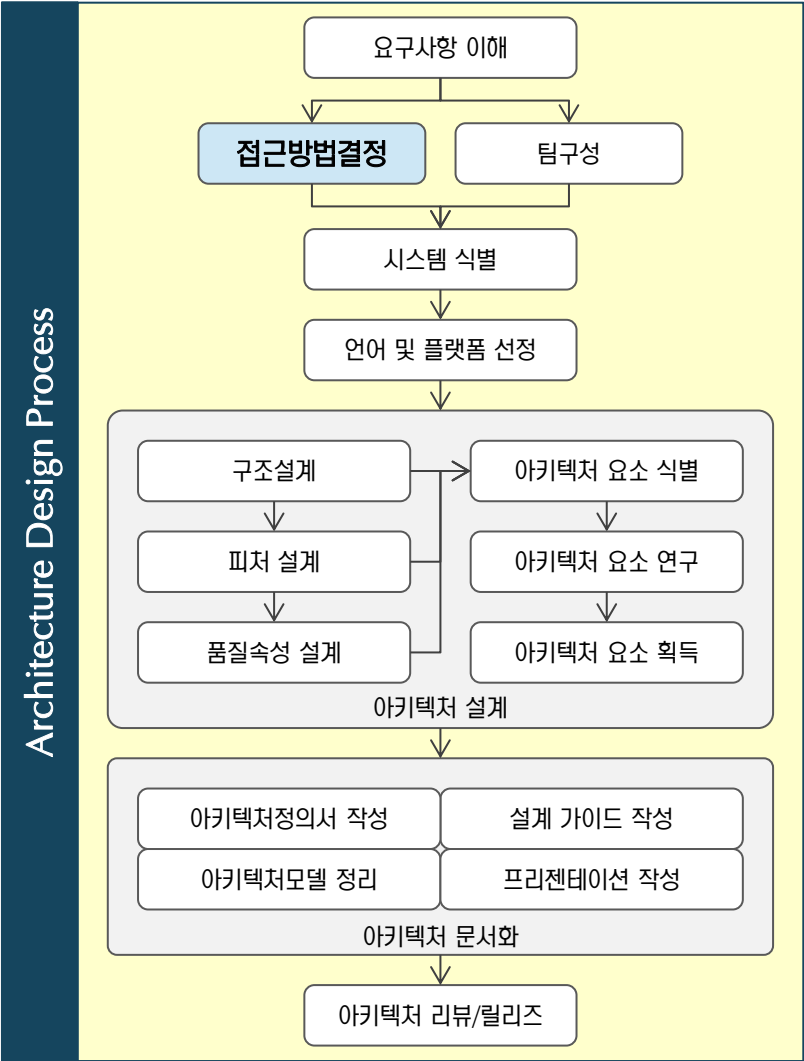 Architecture Design Process
요구사항 이해
접근방법결정
팀구성
시스템 식별
언어 및 플랫폼 선정
구조설계
아키텍처 요소 식별
피처 설계
아키텍처 요소 연구
품질속성 설계
아키텍처 요소 획득
아키텍처 설계
아키텍처정의서 작성
설계 가이드 작성
아키텍처모델 정리
프리젠테이션 작성
아키텍처 문서화
아키텍처 리뷰/릴리즈